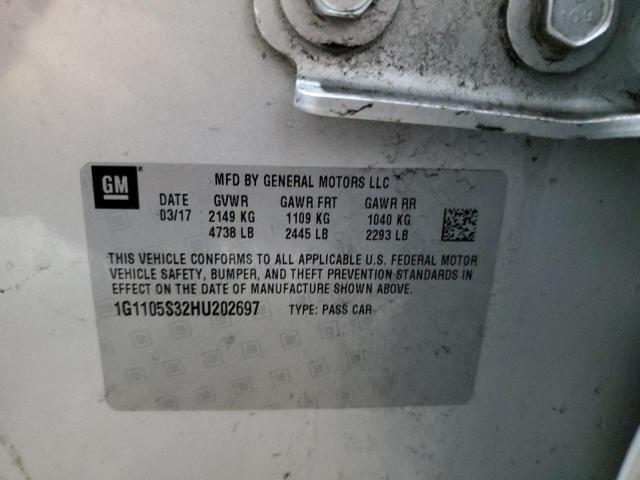 109
GM
MFD BY GENERAL MOTORS LLC
DATE GVWR GAWR FRT GAWR RR
03/17 2149 KG 1109 KG 1040 KG
4738 LB 2445 LB 2293 LB
THIS VEHICLE CONFORMS TO ALL APPLICABLE U.S. FEDERAL MOTOR
VEHICLE SAFETY, BUMPER, AND THEFT PREVENTION STANDARDS IN
EFFECT ON THE DATE OF MANUFACTURE SHOWN ABOVE.
1G1105S32HU202697 TYPE: PASS CAR